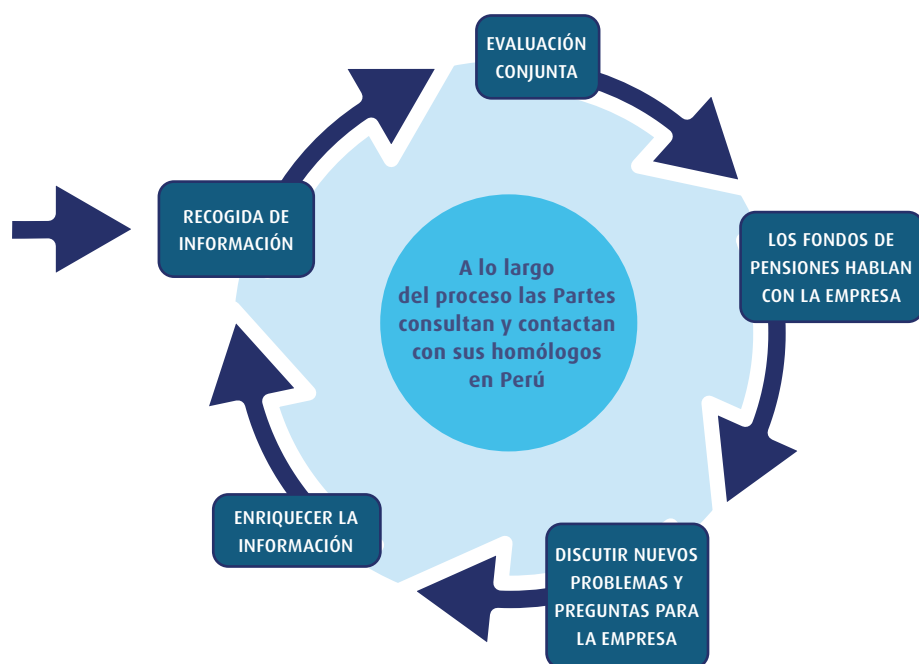 EVALUACIÓN
CONJUNTA
RECOGIDA DE
INFORMACIÓN
LOS FONDOS DE
PENSIONES HABLAN
CON LA EMPRESA
A lo largo
del proceso las Partes
consultan y contactan
con sus homólogos
en Perú
ENRIQUECER LA
INFORMACIÓN
DISCUTIR NUEVOS
PROBLEMAS Y
PREGUNTAS PARA
LA EMPRESA